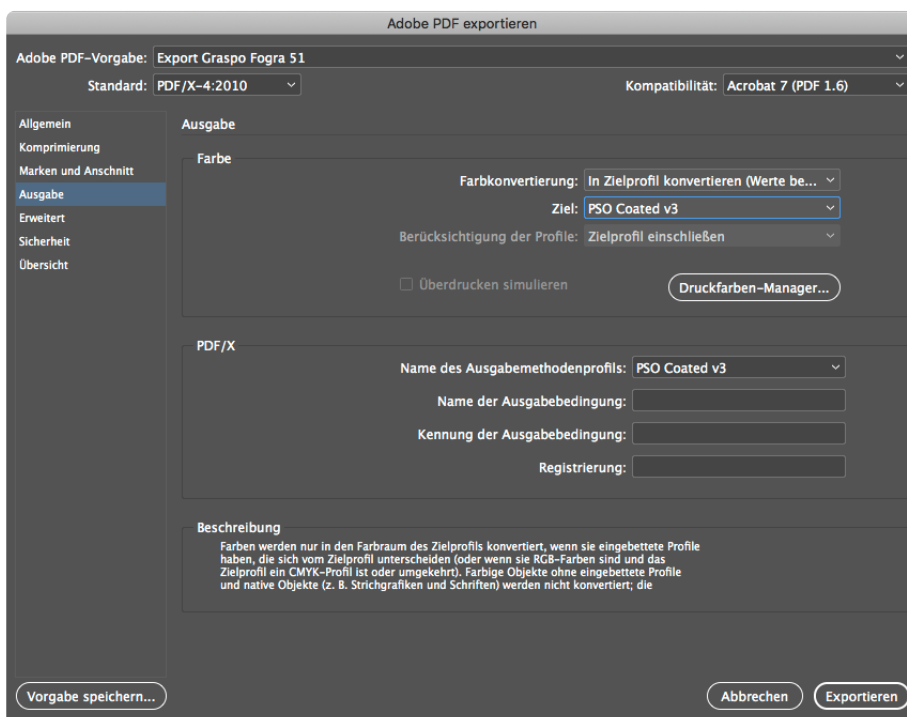 Adobe PDF exportieren
Adobe PDF-Vorgabe: Export Graspo Fogra 51
Standard: PDF/X-4:2010 Kompatibilität: Acrobat 7 (PDF 1.6)
Allgemein
Komprimierung
Marken und Anschnitt
Ausgabe
Erweitert
Sicherheit
Übersicht
Ausgabe
Farbe
Farbkonvertierung: In Zielprofil konvertieren (Werte be...
Ziel: PSO Coated v3
Berücksichtigung der Profile: Zielprofil einschließen
Überdrucken simulieren Druckfarben-Manager...
PDF/X
Name des Ausgabemethodenprofils: PSO Coated v3
Name der Ausgabebedingung:
Kennung der Ausgabebedingung:
Registrierung:
Beschreibung
Farben werden nur in den Farbraum des Zielprofils konvertiert, wenn sie eingebettete Profile
haben, die sich vom Zielprofil unterscheiden (oder wenn sie RGB-Farben sind und das
Zielprofil ein CMYK-Profil ist oder umgekehrt). Farbige Objekte ohne eingebettete Profile
und native Objekte (z. B. Strichgrafiken und Schriften) werden nicht konvertiert; die
Vorgabe speichern... Abbrechen Exportieren